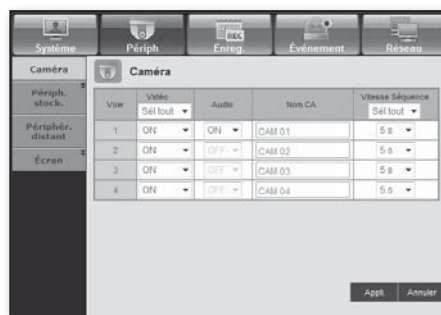 Système Périph Enreg. Événement Réseau
REC
Caméra
Périph. stock.
Périphér. distant
Écran
Caméra
Voie Vidéo Audio Nom CA. Vitesse Séquence
Sél tout Sél tout
1 ON ON CAM 01 5 s
2 ON OFF CAM 02 5 s
3 ON OFF CAM 03 5 s
4 ON OFF CAM 04 5 s
Appli. Annuler